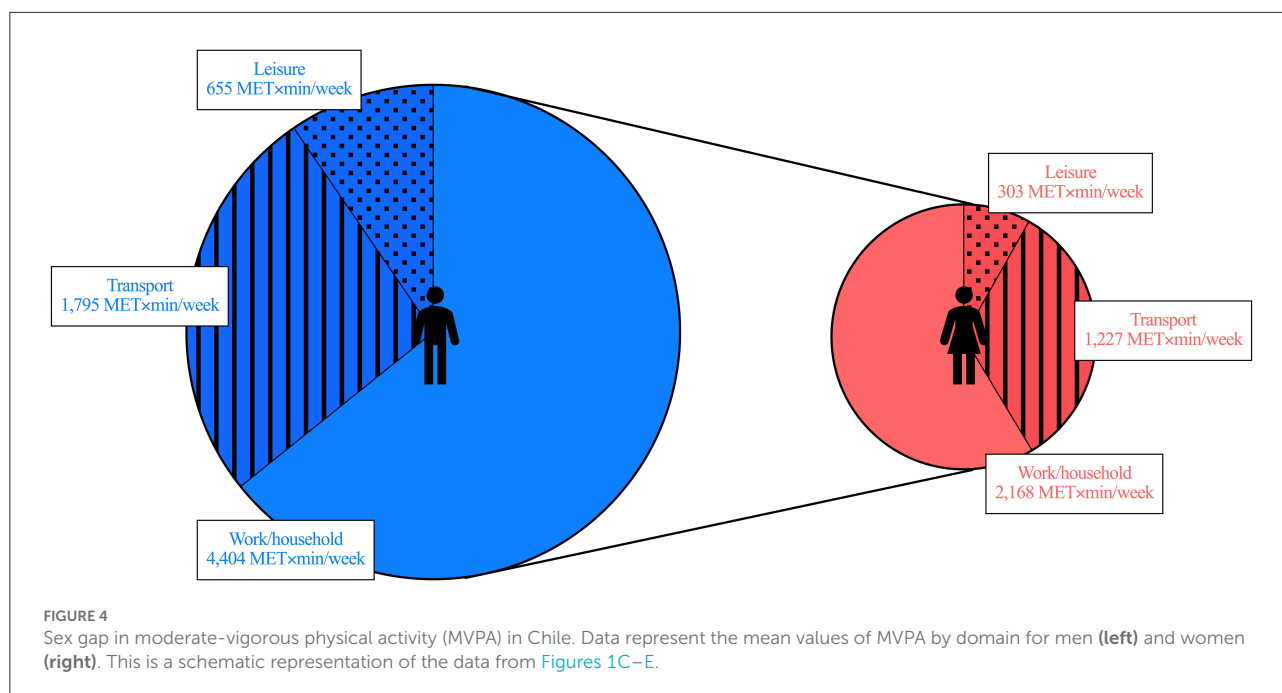 Leisure
655 MET×min/week
Transport
1,795 MET×min/week
Work/household
4,404 MET×min/week
Leisure
303 MET×min/week
Transport
1,227 MET×min/week
Work/household
2,168 MET×min/week
FIGURE 4
Sex gap in moderate-vigorous physical activity (MVPA) in Chile. Data represent the mean values of MVPA by domain for men (left) and women
(right). This is a schematic representation of the data from Figures 1C–E.